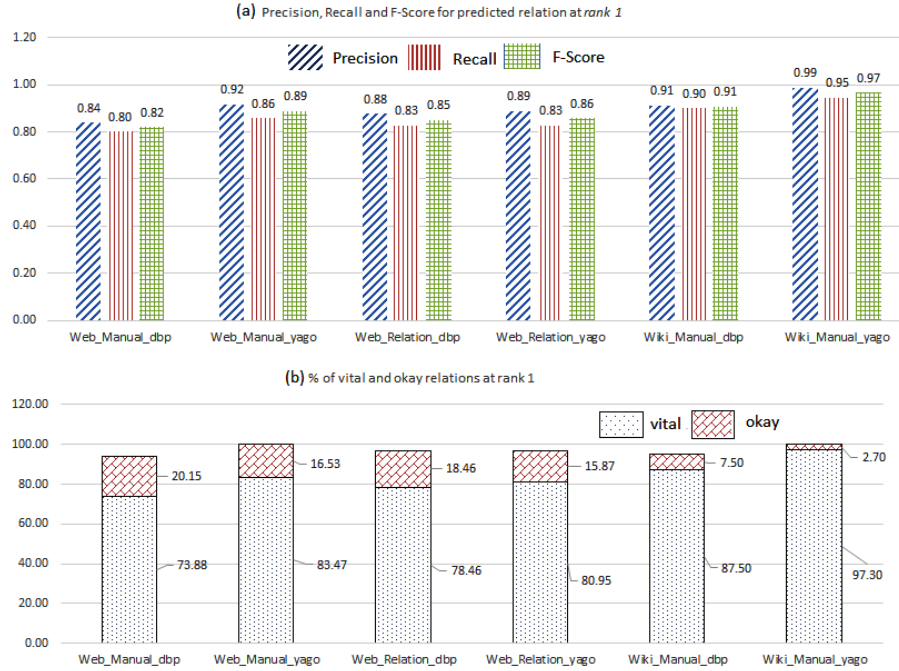 (a) Precision, Recall and F-Score for predicted relation at rank 1
1.20
1.00
0.80
0.60
0.40
0.20
0.00
Precision Recall F-Score
0.84 0.80 0.82
0.92 0.86 0.89
0.88 0.83 0.85
0.89 0.83 0.86
0.91 0.90 0.91
0.99 0.95 0.97
Web_Manual_dbp Web_Manual_yago Web_Relation_dbp Web_Relation_yago Wiki_Manual_dbp Wiki_Manual_yago
(b) % of vital and okay relations at rank 1
120.00
100.00
80.00
60.00
40.00
20.00
0.00
vital okay
20.15 16.53 18.46 15.87 7.50 2.70
73.88 83.47 78.46 80.95 87.50 97.30
Web_Manual_dbp Web_Manual_yago Web_Relation_dbp Web_Relation_yago Wiki_Manual_dbp Wiki_Manual_yago